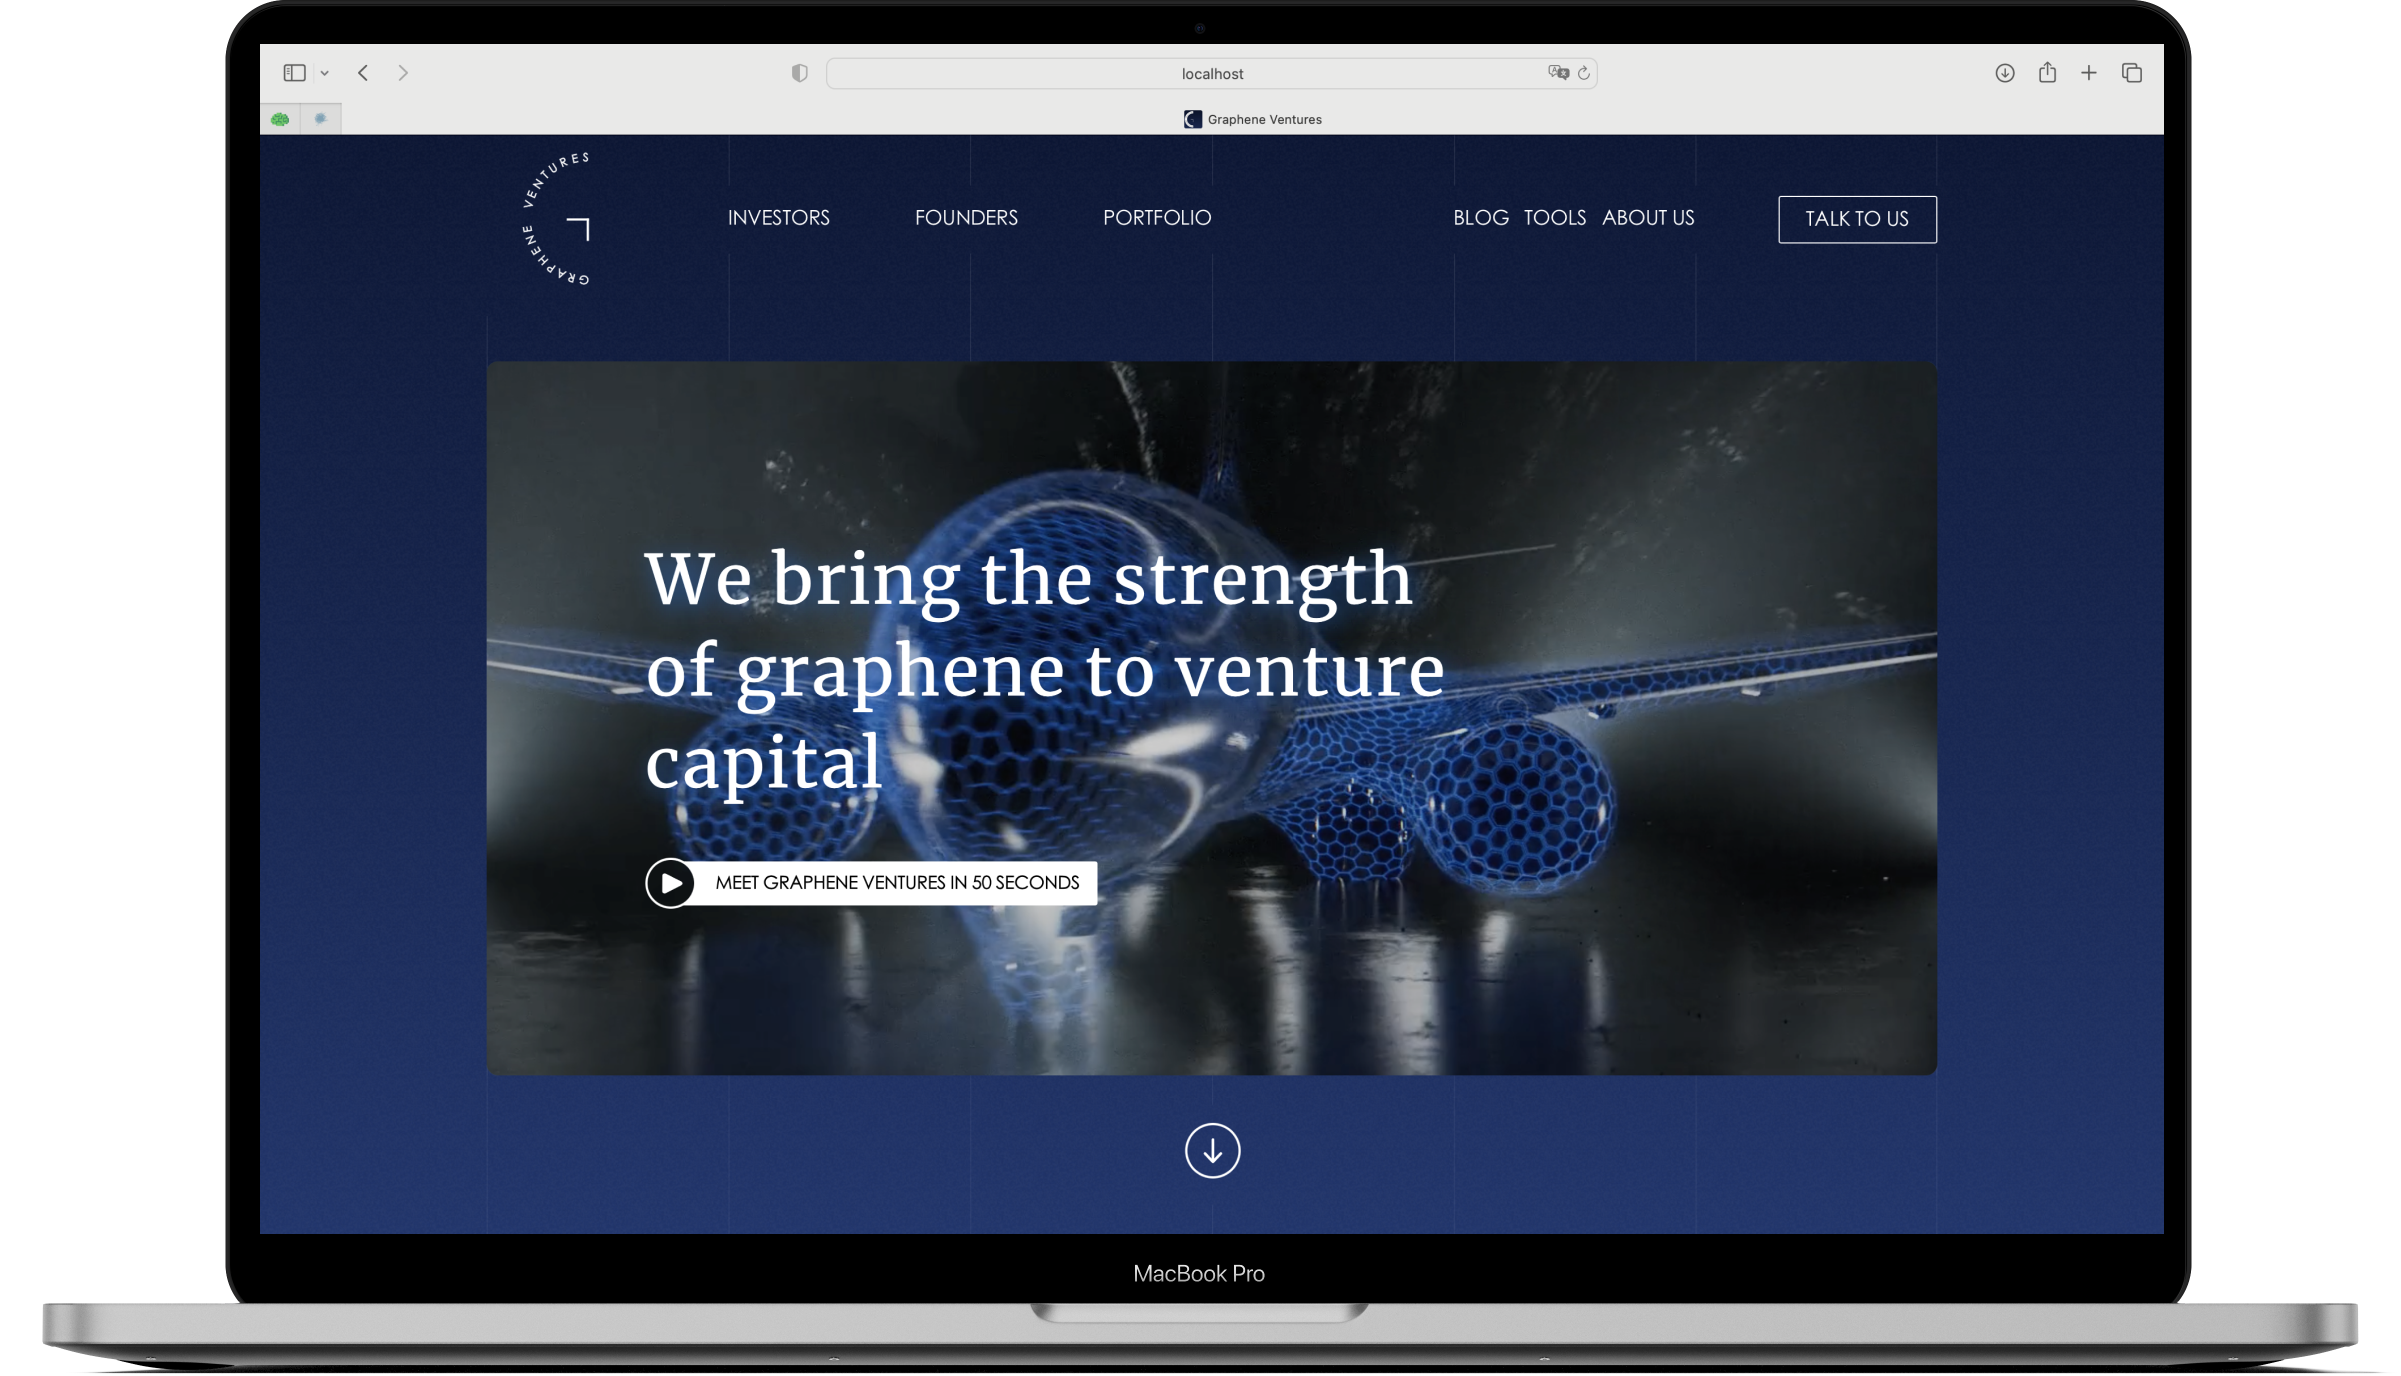 localhost
Graphene Ventures
GRAPHENE VENTURES
INVESTORS
FOUNDERS
PORTFOLIO
BLOG
TOOLS
ABOUT US
TALK TO US
We bring the strength
of graphene to venture
capital
MEET GRAPHENE VENTURES IN 50 SECONDS
MacBook Pro